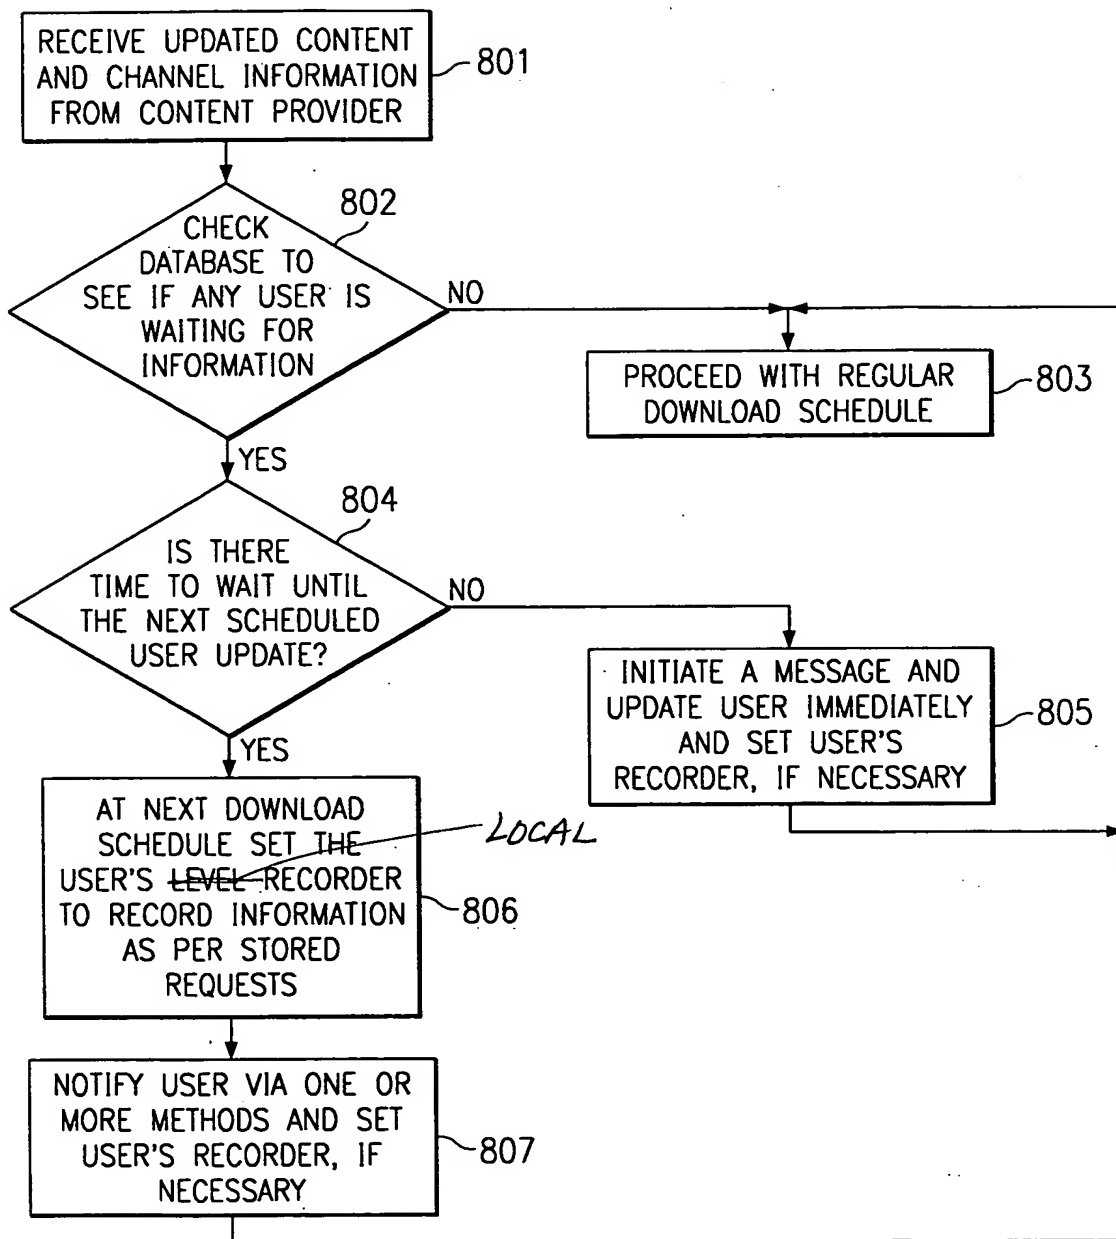 RECEIVE UPDATED CONTENT
AND CHANNEL INFORMATION
FROM CONTENT PROVIDER
801
802
CHECK
DATABASE TO
SEE IF ANY USER IS
WAITING FOR
INFORMATION
NO
YES
PROCEED WITH REGULAR
DOWNLOAD SCHEDULE
803
804
IS THERE
TIME TO WAIT UNTIL
THE NEXT SCHEDULED
USER UPDATE?
NO
YES
INITIATE A MESSAGE AND
UPDATE USER IMMEDIATELY
AND SET USER'S
RECORDER, IF NECESSARY
805
AT NEXT DOWNLOAD
SCHEDULE SET THE
USER'S LEVEL RECORDER
TO RECORD INFORMATION
AS PER STORED
REQUESTS
LOCAL
806
NOTIFY USER VIA ONE OR
MORE METHODS AND SET
USER'S RECORDER, IF
NECESSARY
807